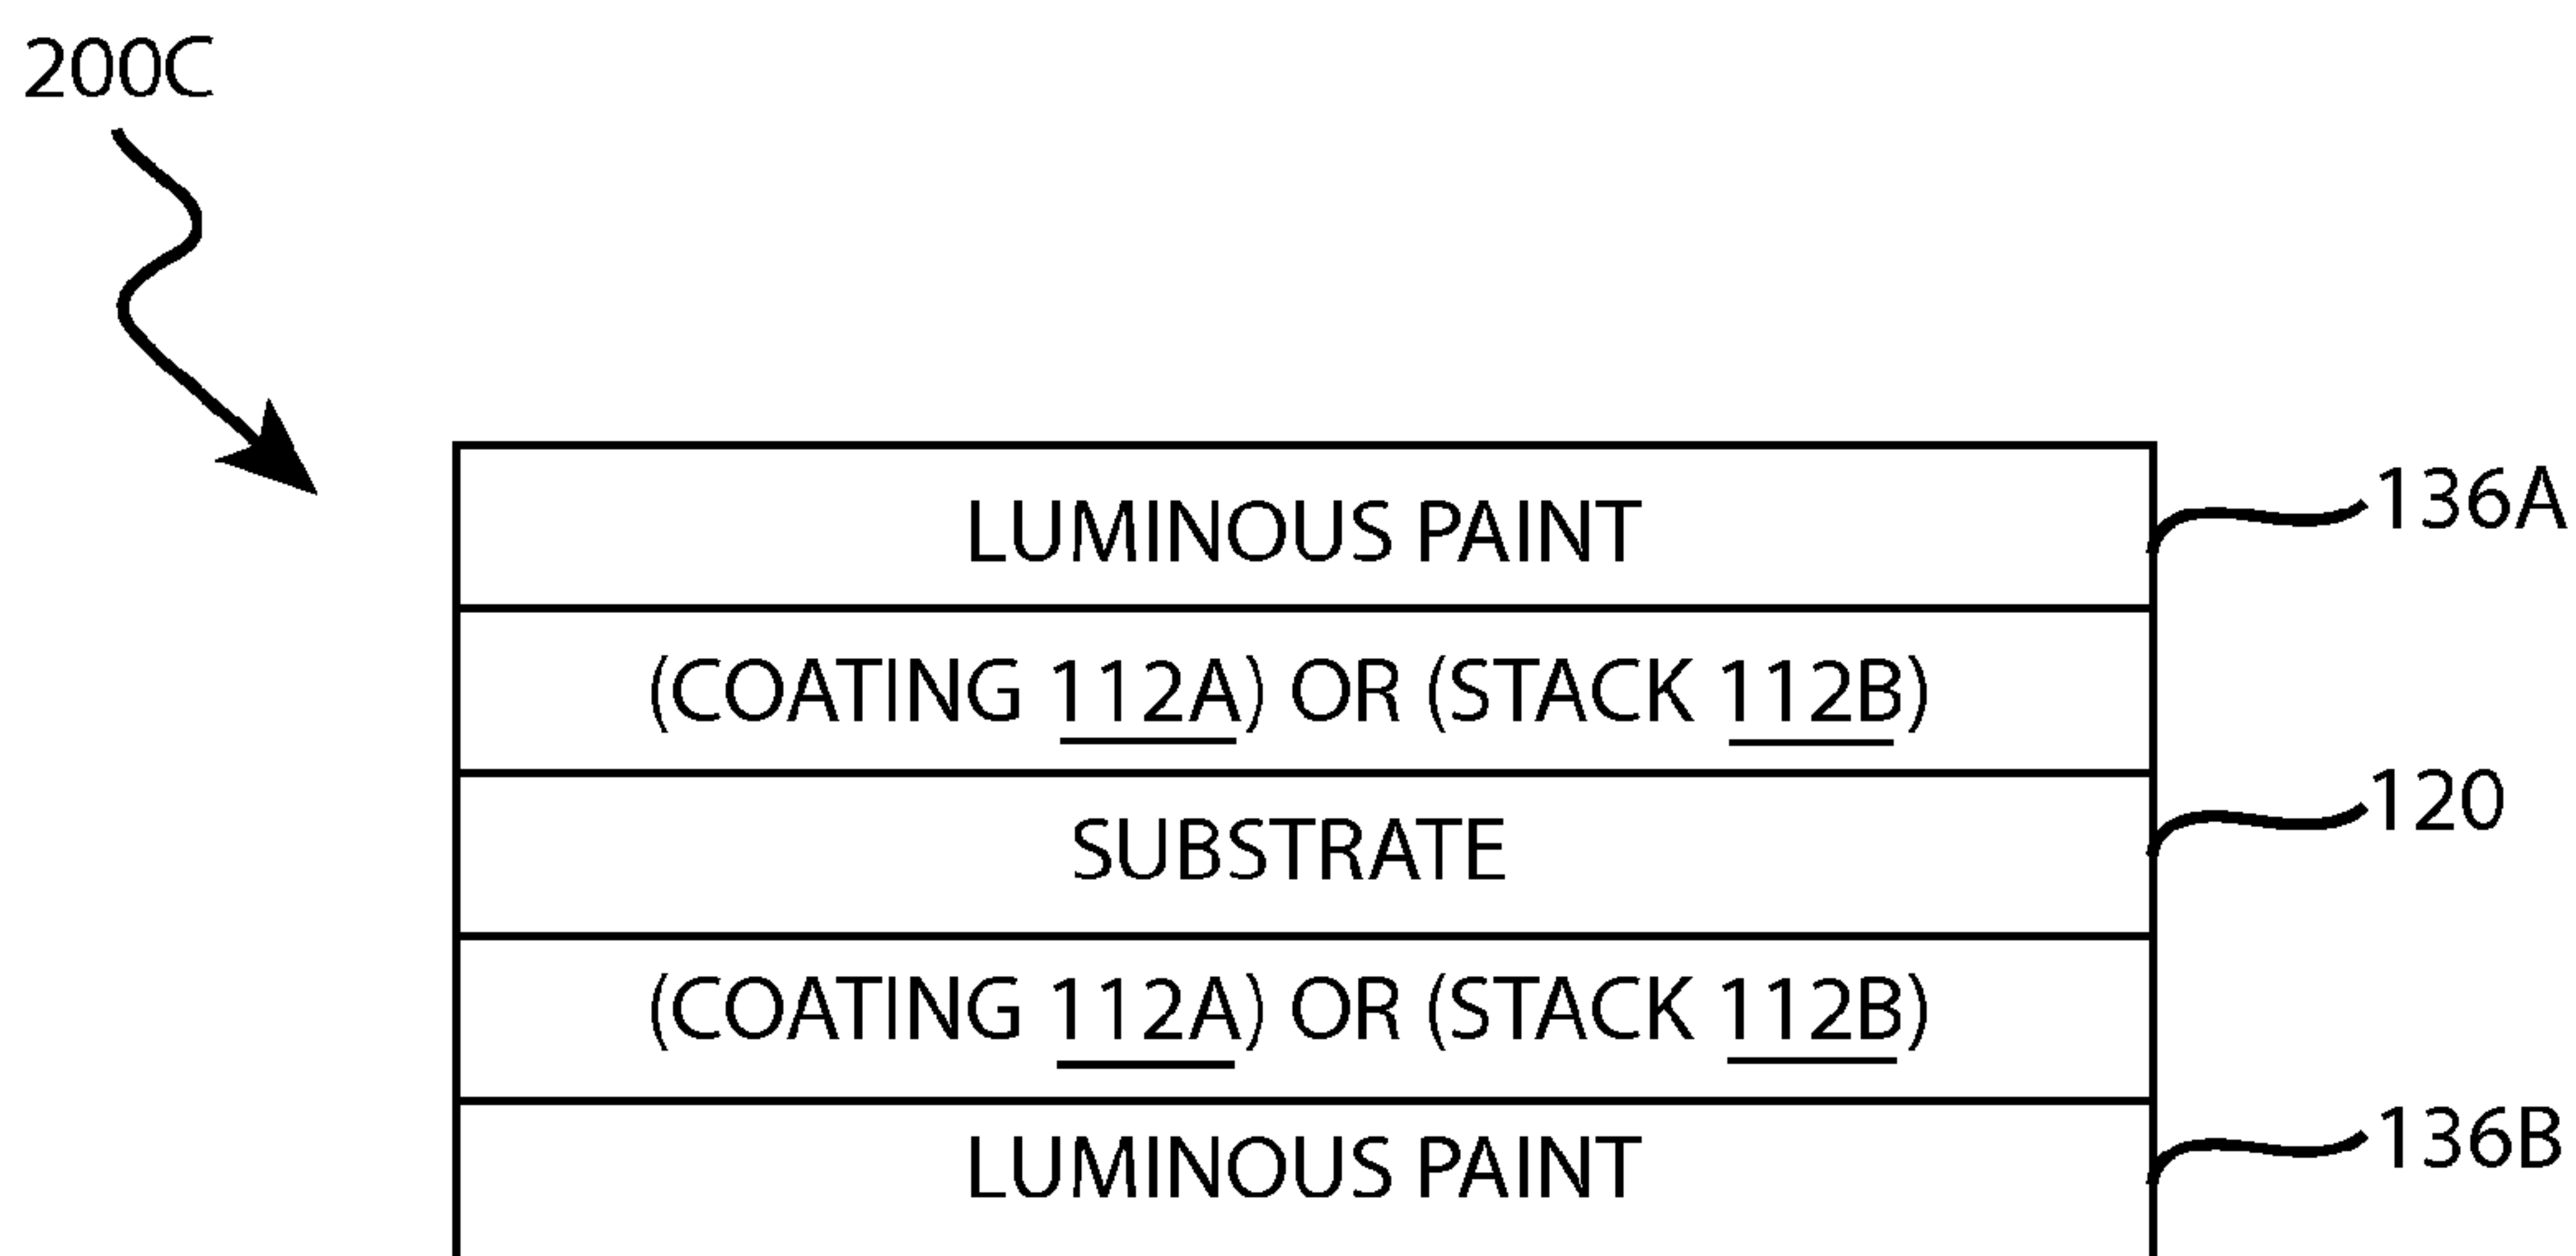 200C
LUMINOUS PAINT
136A
(COATING 112A) OR (STACK 112B)
SUBSTRATE
120
(COATING 112A) OR (STACK 112B)
LUMINOUS PAINT
136B